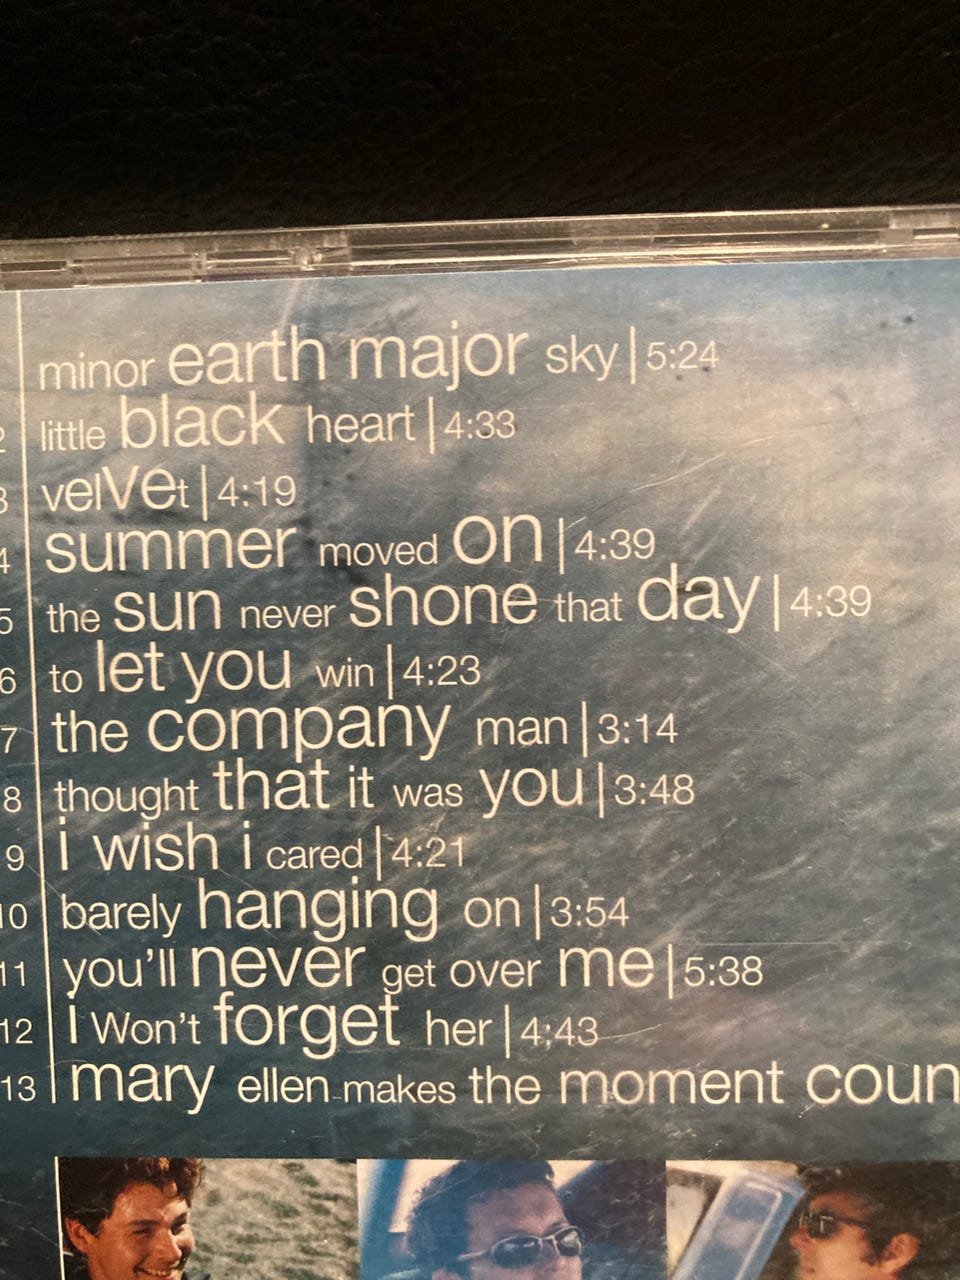 minor earth major sky|5:24
2 little black heart|4:33
3 velvet|4:19
4 summer moved on|4:39
5 the sun never shone that day|4:39
6 to let you win|4:23
7 the company man|3:14
8 thought that it was you|3:48
9 i wish i cared|4:21
10 barely hanging on|3:54
11 you'll never get over me|5:38
12 I Won't forget her|4;43
13 mary ellen makes the moment coun